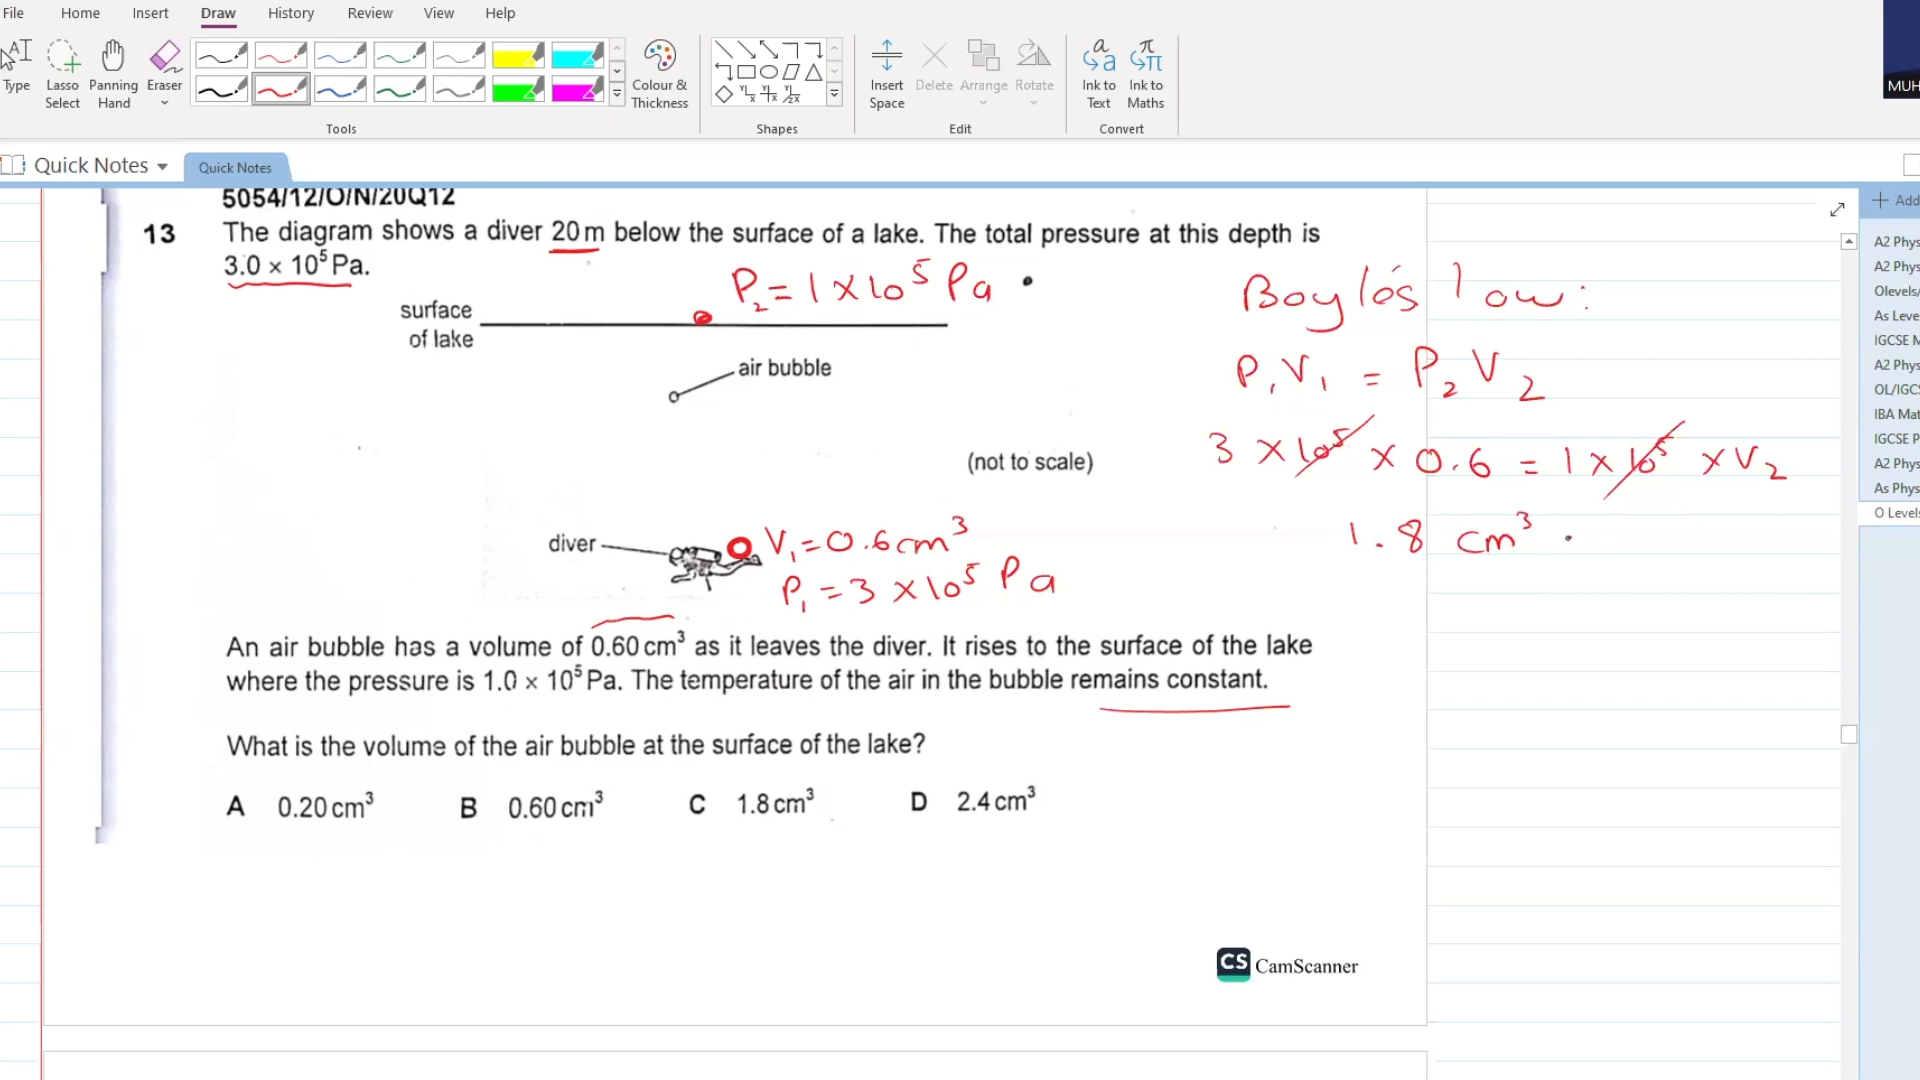 File Home Insert Draw History Review View Help
Type
Lasso Select
Panning Hand
Eraser
Colour & Thickness
Insert Space
Delete
Arrange
Rotate
Ink to Text
Ink to Maths
Tools
Shapes
Edit
Convert
MUH
Quick Notes
Quick Notes
Add
A2 Phys
A2 Phys
Olevels/
As Leve
IGCSE M
A2 Phys
OL/IGCS
IBA Mat
IGCSE P
A2 Phys
As Phys
O Levels
5054/12/O/N/20Q12
13 The diagram shows a diver 20 m below the surface of a lake. The total pressure at this depth is
3.0 × 10⁵ Pa.
P₂ = 1 × 10⁵ Pa
surface
of lake
air bubble
(not to scale)
diver
V₁ = 0.6 cm³
P₁ = 3 × 10⁵ Pa
Boyle's law:
P₁V₁ = P₂V₂
3 × 10⁵ × 0.6 = 1 × 10⁵ × V₂
1.8 cm³
An air bubble has a volume of 0.60 cm³ as it leaves the diver. It rises to the surface of the lake
where the pressure is 1.0 × 10⁵ Pa. The temperature of the air in the bubble remains constant.
What is the volume of the air bubble at the surface of the lake?
A 0.20 cm³ B 0.60 cm³ C 1.8 cm³ D 2.4 cm³
CS CamScanner